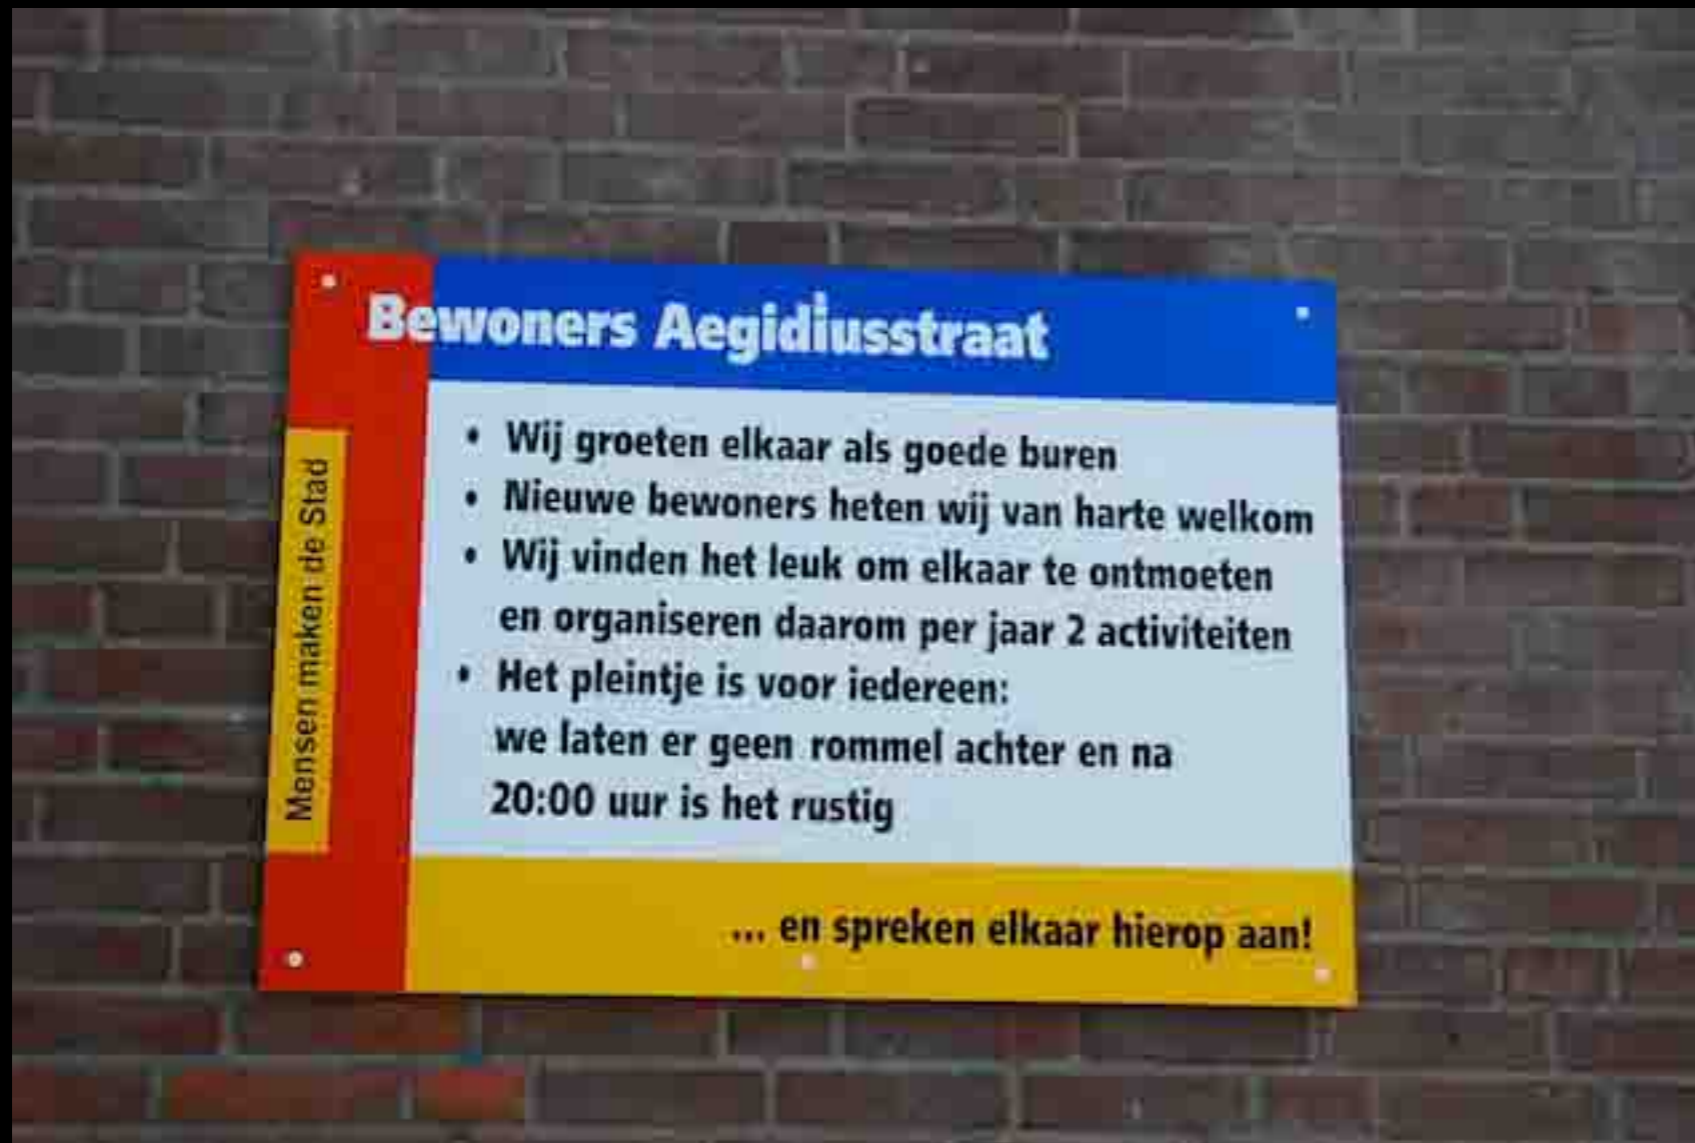 Bewoners Aegidiusstraat
Mensen maken de Stad
• Wij groeten elkaar als goede buren
• Nieuwe bewoners heten wij van harte welkom
• Wij vinden het leuk om elkaar te ontmoeten
en organiseren daarom per jaar 2 activiteiten
• Het pleintje is voor iedereen:
we laten er geen rommel achter en na
20:00 uur is het rustig
... en spreken elkaar hierop aan!